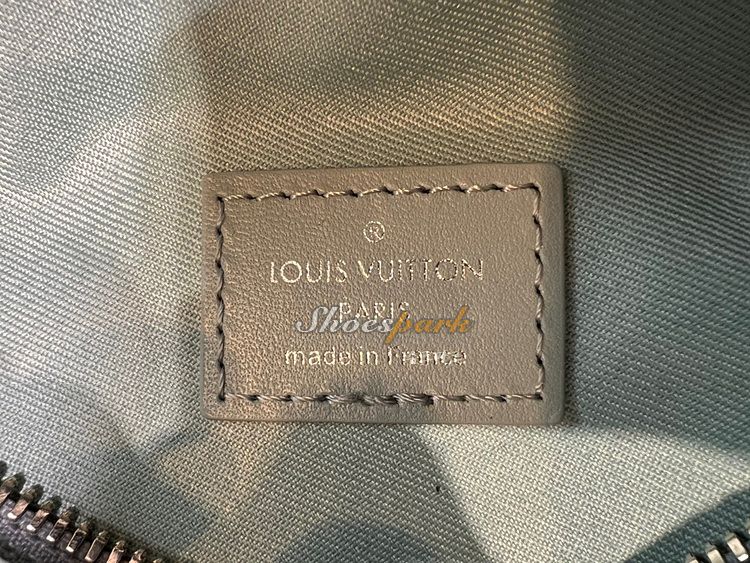 ®
LOUIS VUITTON
PARIS
Shoespark
made in France